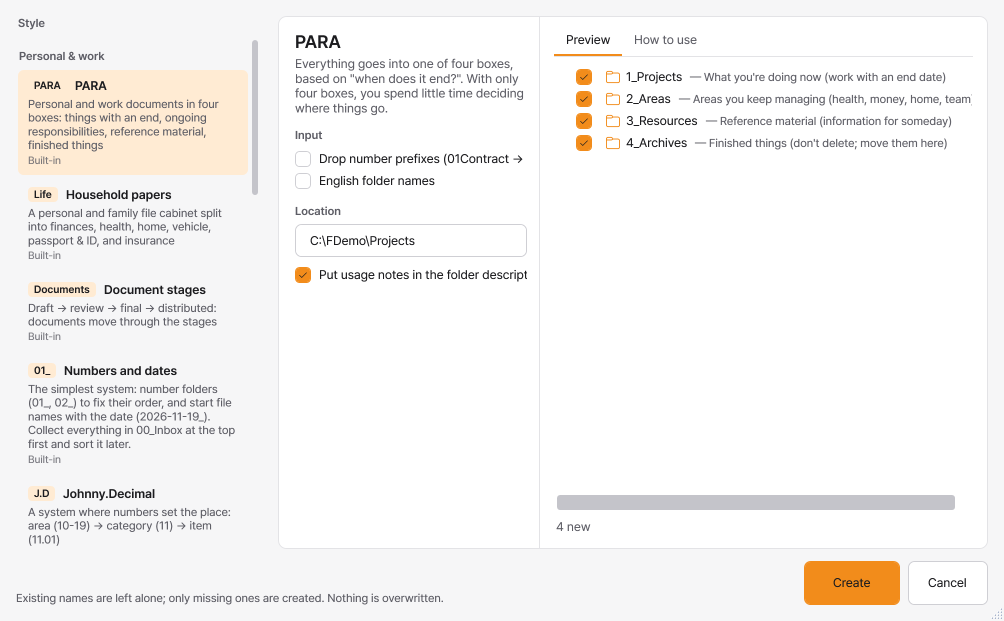 Style
Personal & work
PARA PARA
Personal and work documents in four
boxes: things with an end, ongoing
responsibilities, reference material,
finished things
Built-in
Life Household papers
A personal and family file cabinet split
into finances, health, home, vehicle,
passport & ID, and insurance
Built-in
Documents Document stages
Draft → review → final → distributed:
documents move through the stages
Built-in
01_ Numbers and dates
The simplest system: number folders
(01_, 02_) to fix their order, and start file
names with the date (2026-11-19_).
Collect everything in 00_Inbox at the top
first and sort it later.
Built-in
J.D Johnny.Decimal
A system where numbers set the place:
area (10-19) → category (11) → item
(11.01)
PARA
Everything goes into one of four boxes,
based on "when does it end?". With only
four boxes, you spend little time deciding
where things go.
Input
Drop number prefixes (01Contract →
English folder names
Location
C:\FDemo\Projects
Put usage notes in the folder descript
Preview How to use
1_Projects — What you're doing now (work with an end date)
2_Areas — Areas you keep managing (health, money, home, team
3_Resources — Reference material (information for someday)
4_Archives — Finished things (don't delete; move them here)
4 new
Create Cancel
Existing names are left alone; only missing ones are created. Nothing is overwritten.